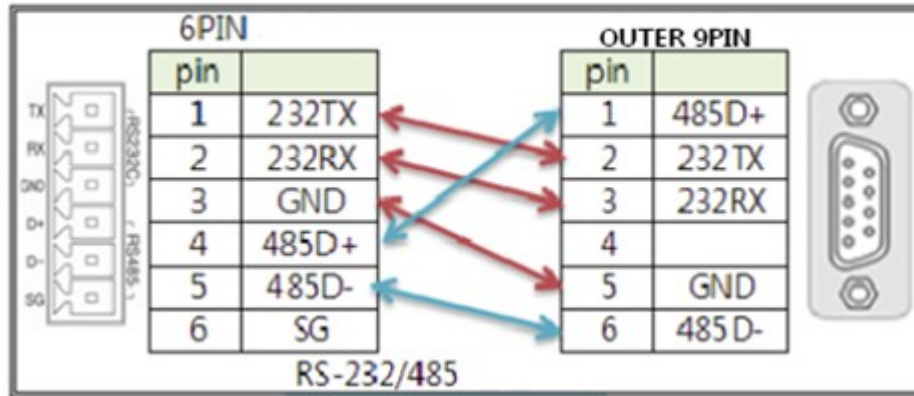 6PIN
OUTER 9PIN
pin
1 232TX
2 232RX
3 GND
4 485D+
5 485D-
6 SG
pin
1 485D+
2 232TX
3 232RX
4
5 GND
6 485D-
TX
RX
GND
D+
D-
SG
RS232C
RS485
RS-232/485